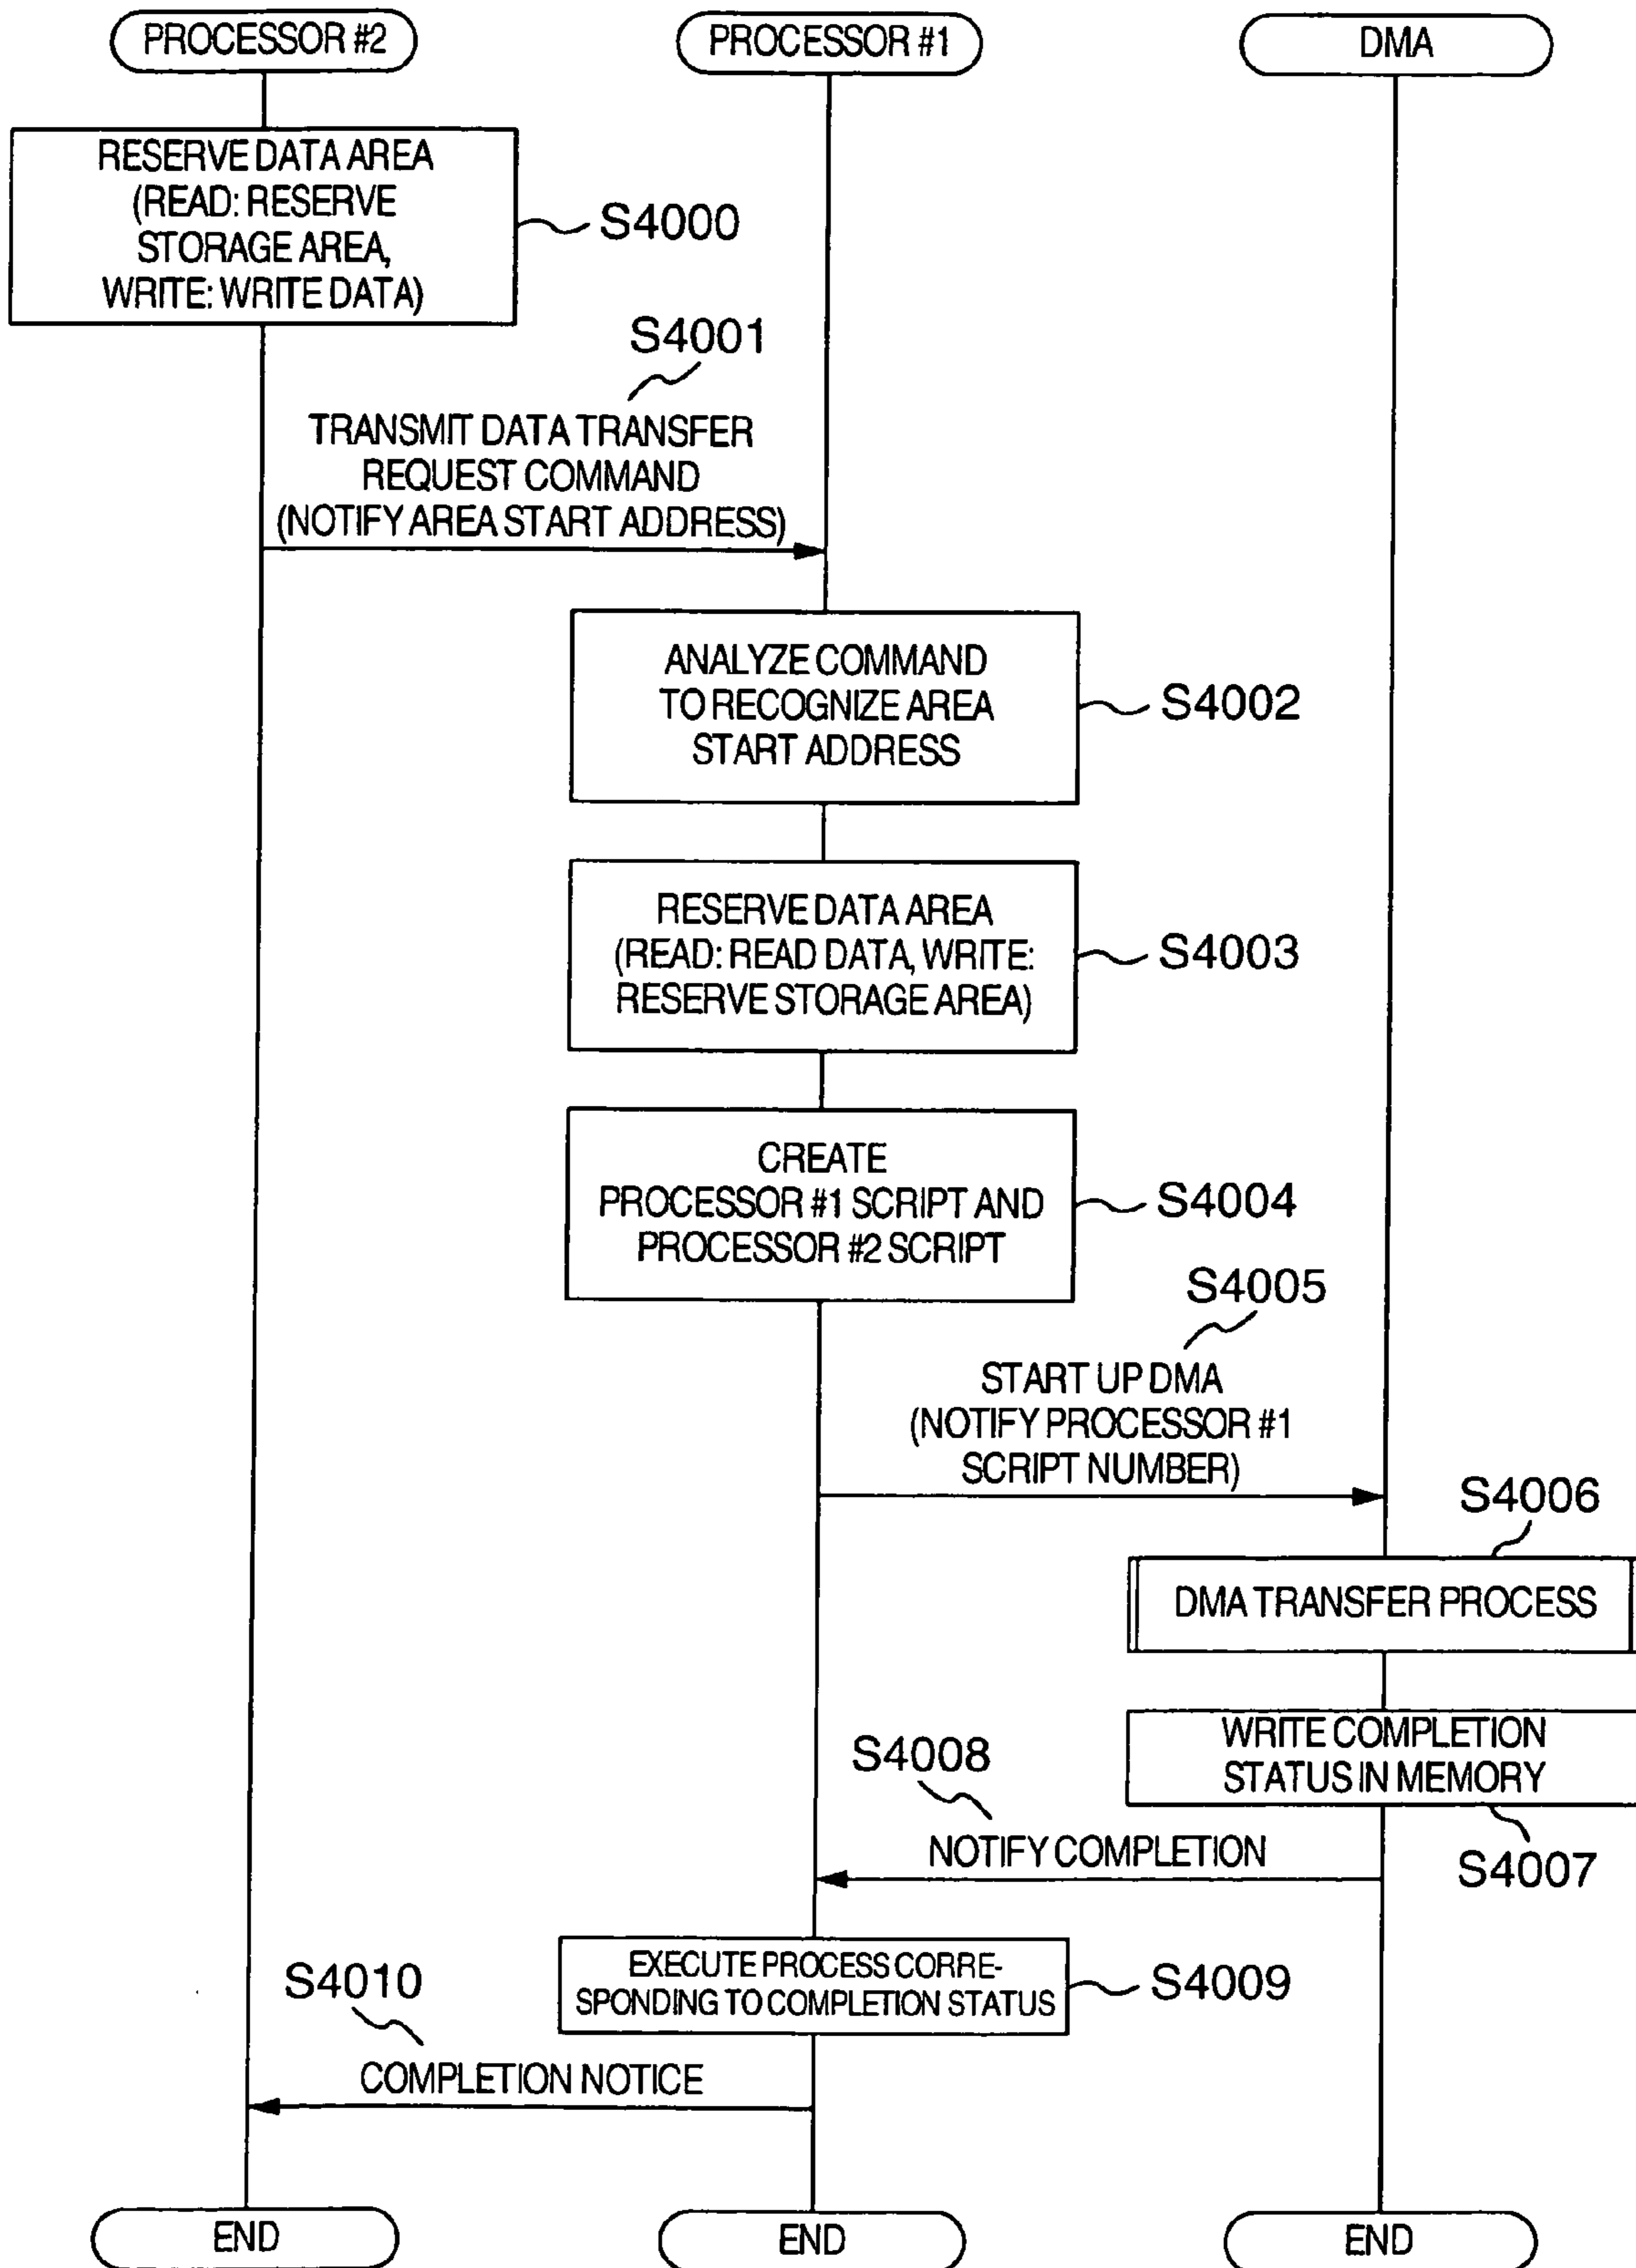 PROCESSOR #2
PROCESSOR #1
DMA
RESERVE DATA AREA
(READ: RESERVE
STORAGE AREA,
WRITE: WRITE DATA)
S4000
S4001
TRANSMIT DATA TRANSFER
REQUEST COMMAND
(NOTIFY AREA START ADDRESS)
ANALYZE COMMAND
TO RECOGNIZE AREA
START ADDRESS
S4002
RESERVE DATA AREA
(READ: READ DATA, WRITE:
RESERVE STORAGE AREA)
S4003
CREATE
PROCESSOR #1 SCRIPT AND
PROCESSOR #2 SCRIPT
S4004
S4005
START UP DMA
(NOTIFY PROCESSOR #1
SCRIPT NUMBER)
S4006
DMA TRANSFER PROCESS
WRITE COMPLETION
STATUS IN MEMORY
S4007
S4008
NOTIFY COMPLETION
EXECUTE PROCESS CORRE-
SPONDING TO COMPLETION STATUS
S4009
S4010
COMPLETION NOTICE
END
END
END